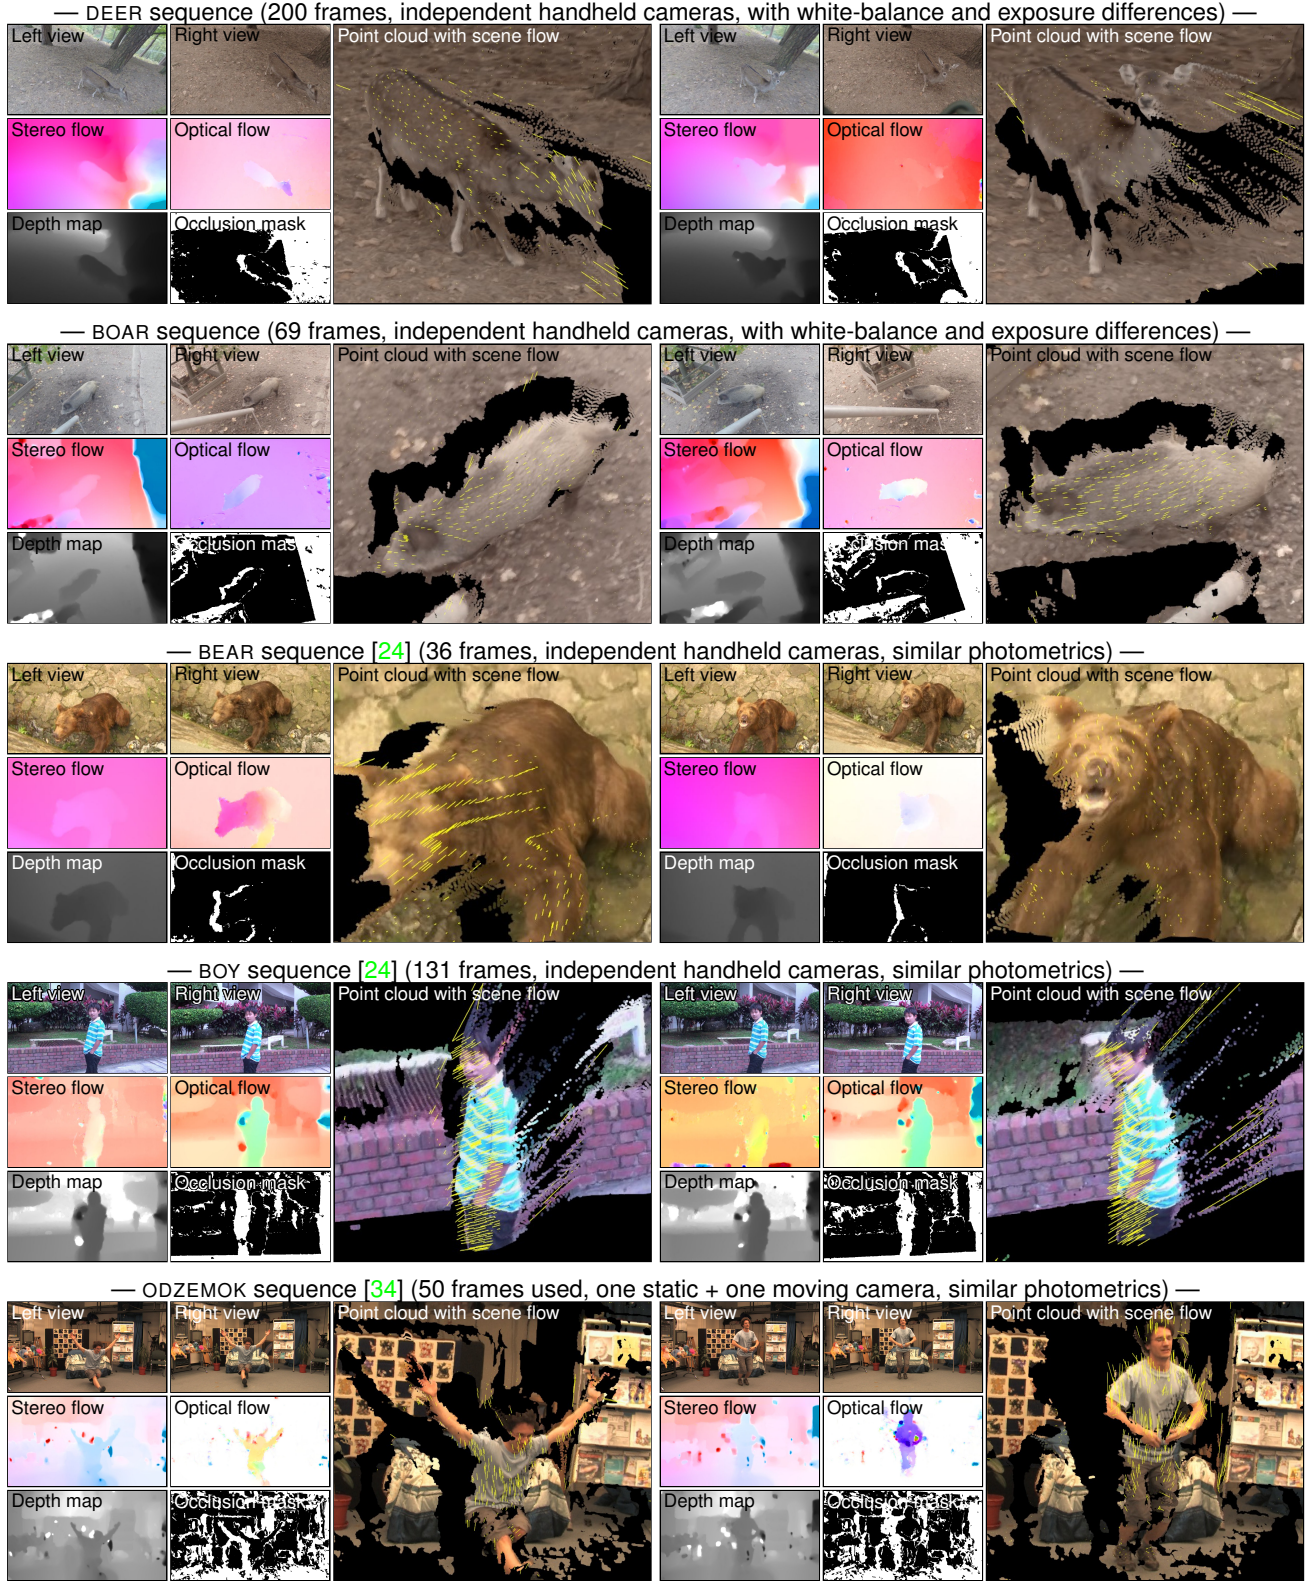 — DEER sequence (200 frames, independent handheld cameras, with white-balance and exposure differences) —
Left view Right view Point cloud with scene flow Left view Right view Point cloud with scene flow
Stereo flow Optical flow Stereo flow Optical flow
Depth map Occlusion mask Depth map Occlusion mask
— BOAR sequence (69 frames, independent handheld cameras, with white-balance and exposure differences) —
Left view Right view Point cloud with scene flow Left view Right view Point cloud with scene flow
Stereo flow Optical flow Stereo flow Optical flow
Depth map Occlusion mask Depth map Occlusion mask
— BEAR sequence [24] (36 frames, independent handheld cameras, similar photometrics) —
Left view Right view Point cloud with scene flow Left view Right view Point cloud with scene flow
Stereo flow Optical flow Stereo flow Optical flow
Depth map Occlusion mask Depth map Occlusion mask
— BOY sequence [24] (131 frames, independent handheld cameras, similar photometrics) —
Left view Right view Point cloud with scene flow Left view Right view Point cloud with scene flow
Stereo flow Optical flow Stereo flow Optical flow
Depth map Occlusion mask Depth map Occlusion mask
— ODZEMOK sequence [34] (50 frames used, one static + one moving camera, similar photometrics) —
Left view Right view Point cloud with scene flow Left view Right view Point cloud with scene flow
Stereo flow Optical flow Stereo flow Optical flow
Depth map Occlusion mask Depth map Occlusion mask